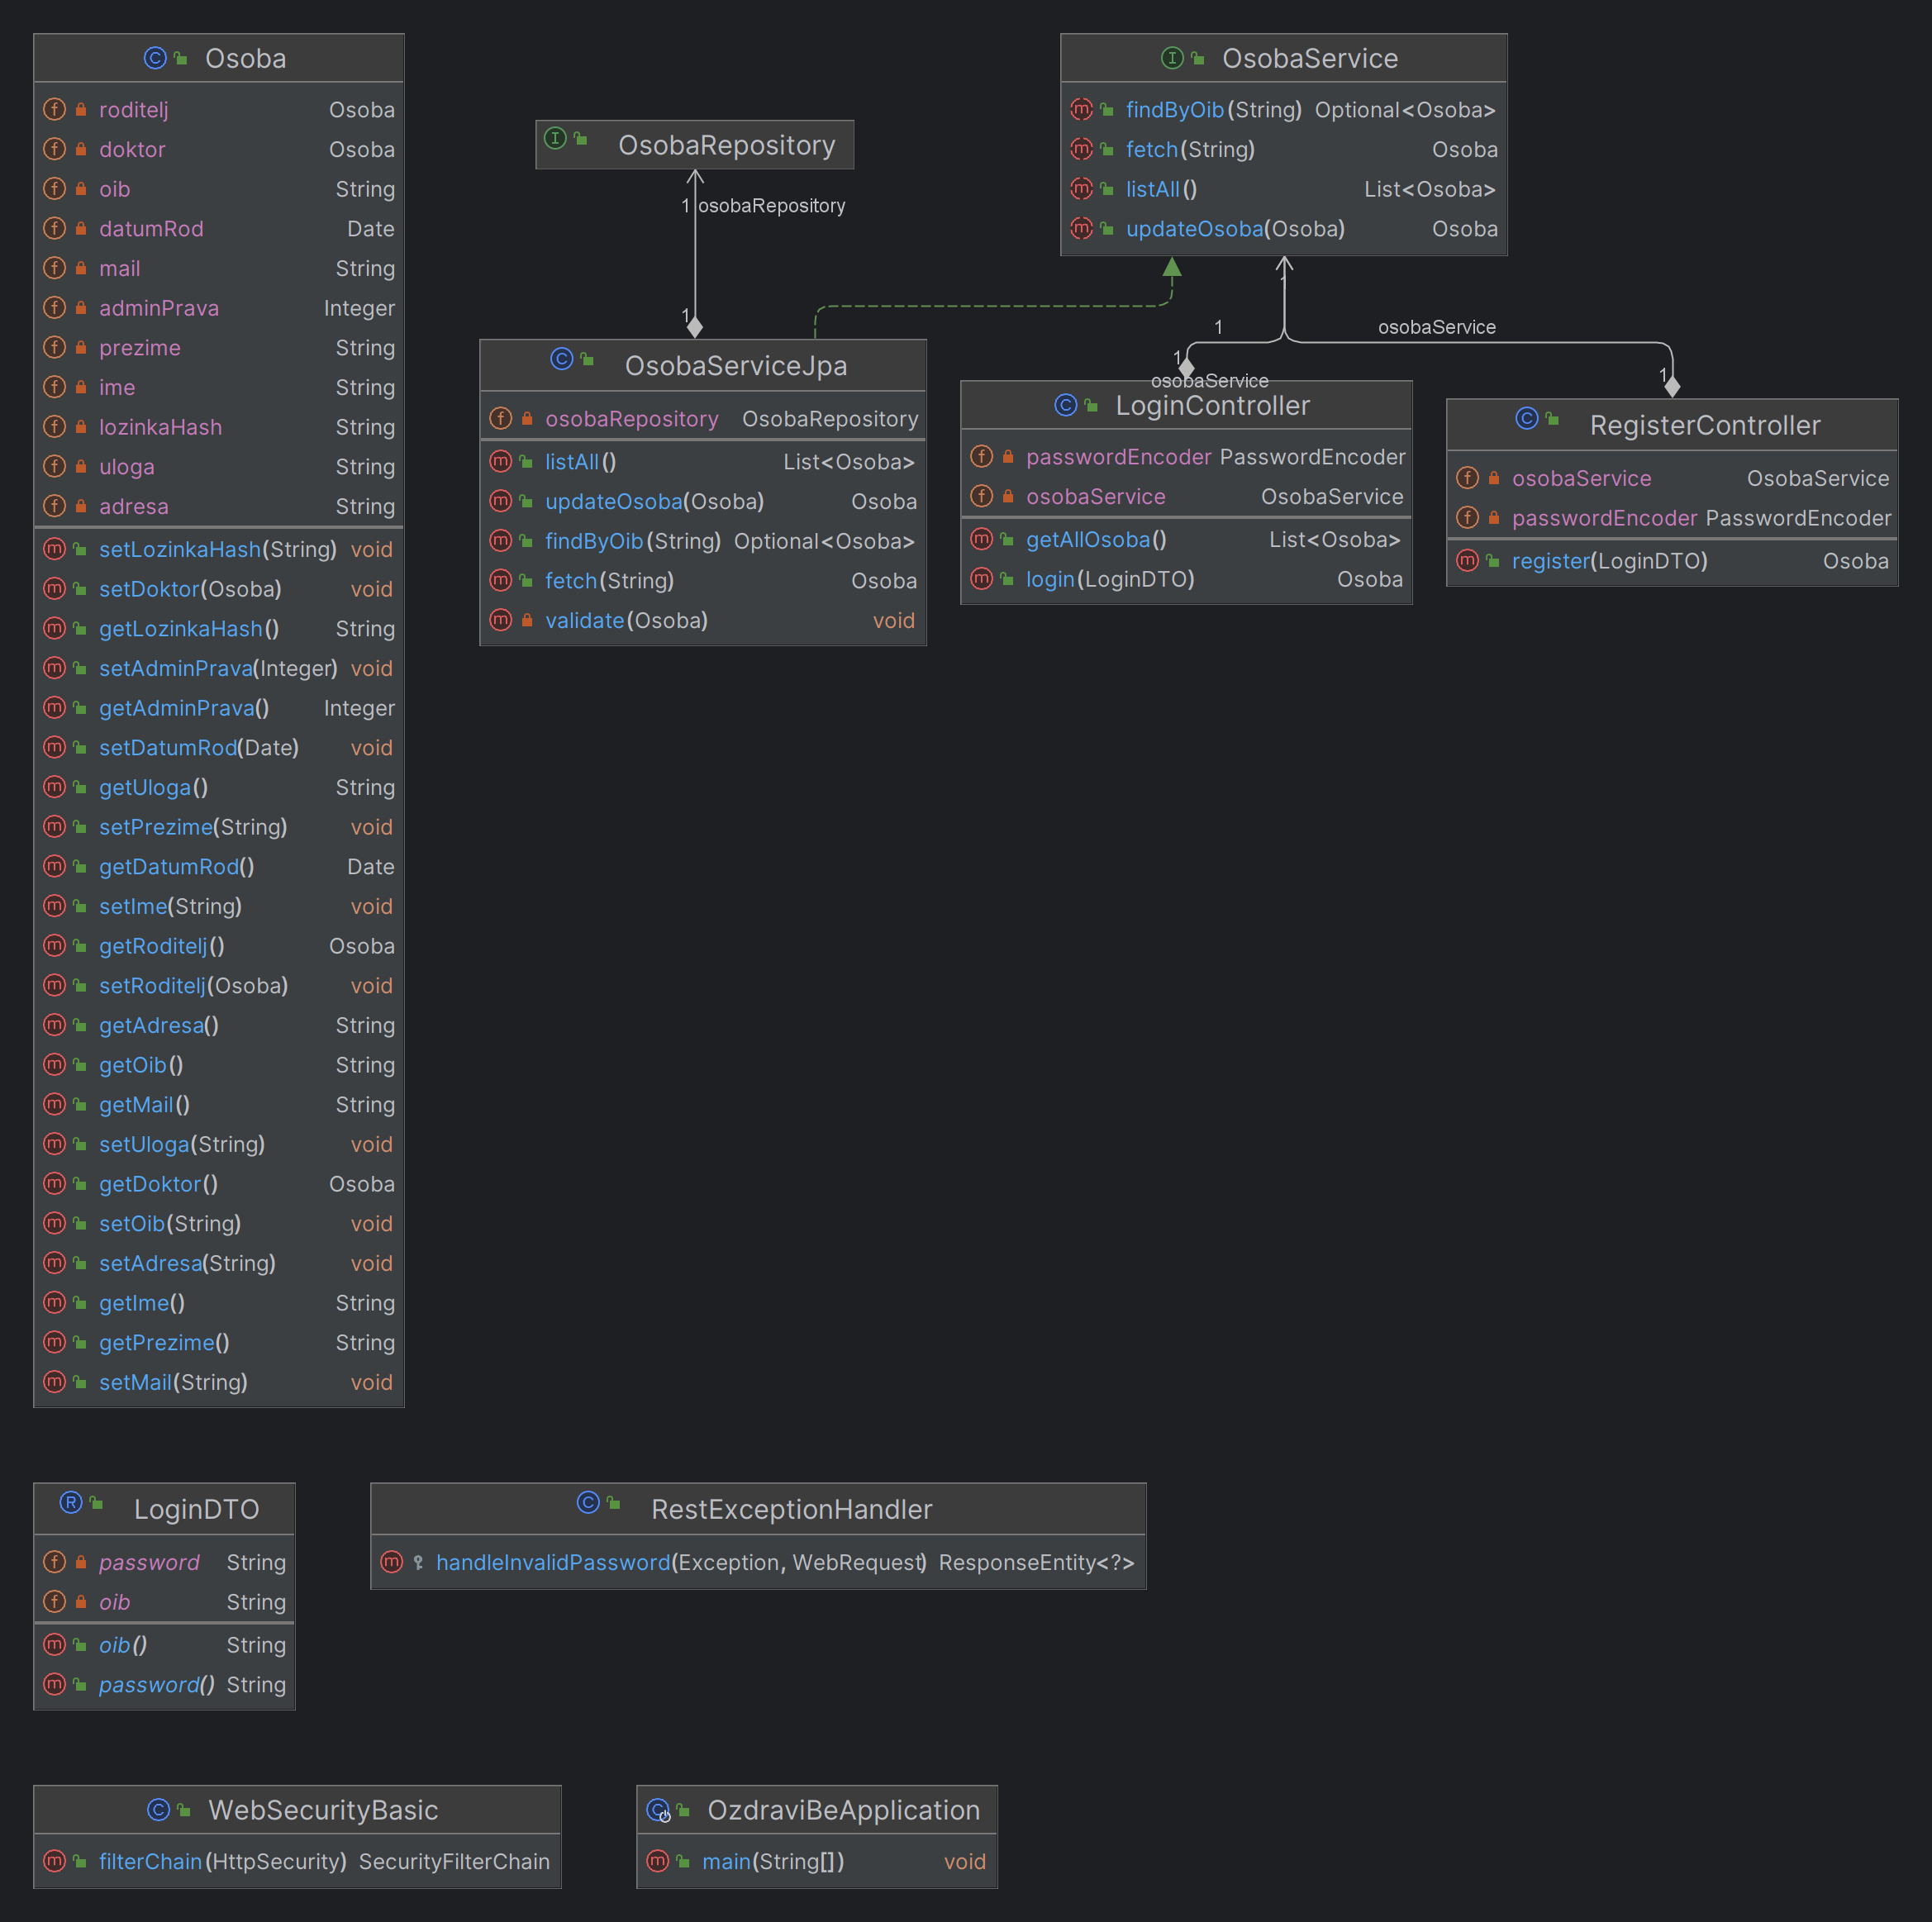 Osoba
roditelj Osoba
doktor Osoba
oib String
datumRod Date
mail String
adminPrava Integer
prezime String
ime String
lozinkaHash String
uloga String
adresa String
setLozinkaHash(String) void
setDoktor(Osoba) void
getLozinkaHash() String
setAdminPrava(Integer) void
getAdminPrava() Integer
setDatumRod(Date) void
getUloga() String
setPrezime(String) void
getDatumRod() Date
setIme(String) void
getRoditelj() Osoba
setRoditelj(Osoba) void
getAdresa() String
getOib() String
getMail() String
setUloga(String) void
getDoktor() Osoba
setOib(String) void
setAdresa(String) void
getIme() String
getPrezime() String
setMail(String) void
OsobaRepository
1 osobaRepository
1
OsobaServiceJpa
osobaRepository OsobaRepository
listAll() List<Osoba>
updateOsoba(Osoba) Osoba
findByOib(String) Optional<Osoba>
fetch(String) Osoba
validate(Osoba) void
OsobaService
findByOib(String) Optional<Osoba>
fetch(String) Osoba
listAll() List<Osoba>
updateOsoba(Osoba) Osoba
1
1 osobaService
1
osobaService
1
LoginController
passwordEncoder PasswordEncoder
osobaService OsobaService
getAllOsoba() List<Osoba>
login(LoginDTO) Osoba
RegisterController
osobaService OsobaService
passwordEncoder PasswordEncoder
register(LoginDTO) Osoba
LoginDTO
password String
oib String
oib() String
password() String
RestExceptionHandler
handleInvalidPassword(Exception, WebRequest) ResponseEntity<?>
WebSecurityBasic
filterChain(HttpSecurity) SecurityFilterChain
OzdraviBeApplication
main(String[]) void